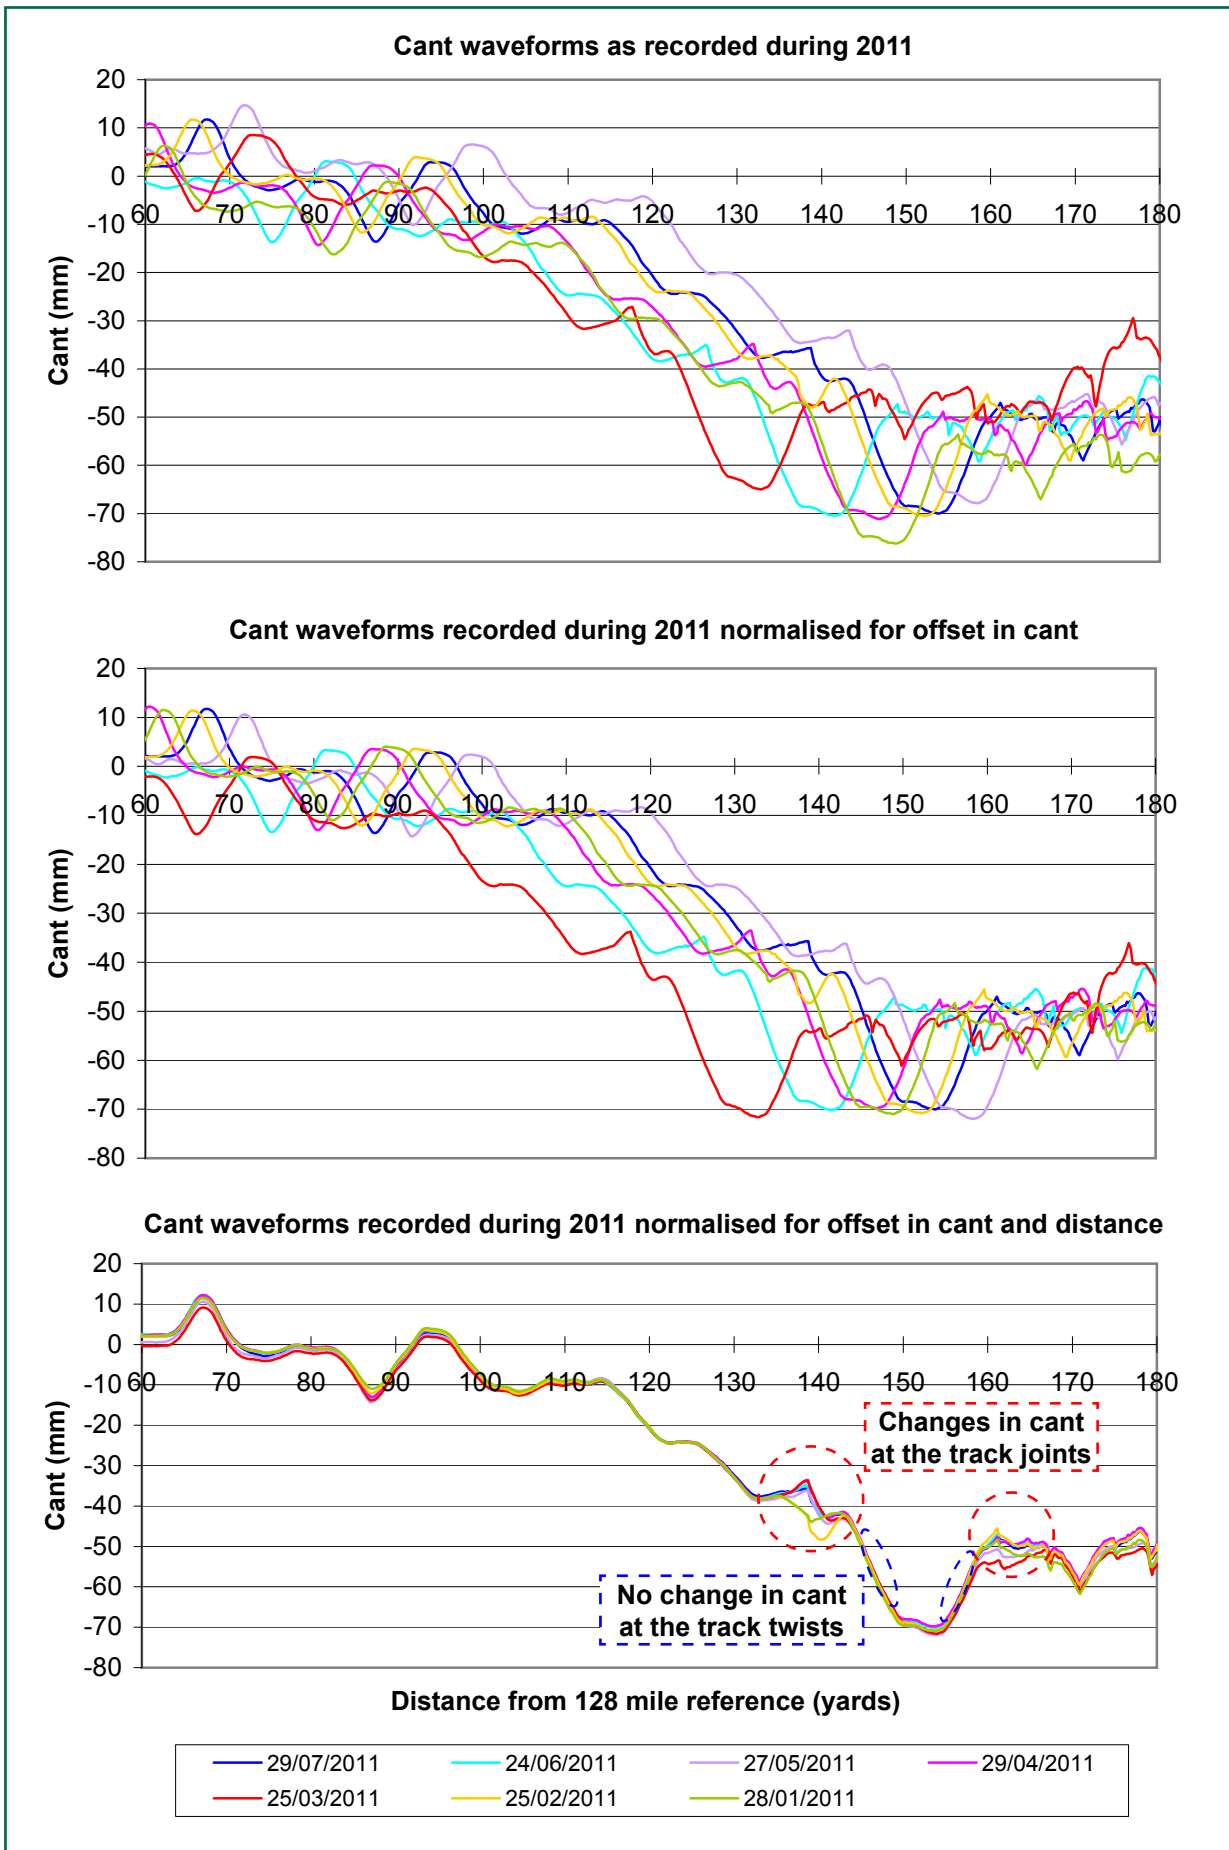 Cant waveforms as recorded during 2011
20
10
0
-10
-20
-30
-40
-50
-60
-70
-80
60 70 80 90 100 110 120 130 140 150 160 170 180
Cant (mm)
Cant waveforms recorded during 2011 normalised for offset in cant
20
10
0
-10
-20
-30
-40
-50
-60
-70
-80
60 70 80 90 100 110 120 130 140 150 160 170 180
Cant (mm)
Cant waveforms recorded during 2011 normalised for offset in cant and distance
20
10
0
-10
-20
-30
-40
-50
-60
-70
-80
60 70 80 90 100 110 120 130 140 150 160 170 180
Cant (mm)
Changes in cant
at the track joints
No change in cant
at the track twists
Distance from 128 mile reference (yards)
29/07/2011 24/06/2011 27/05/2011 29/04/2011
25/03/2011 25/02/2011 28/01/2011